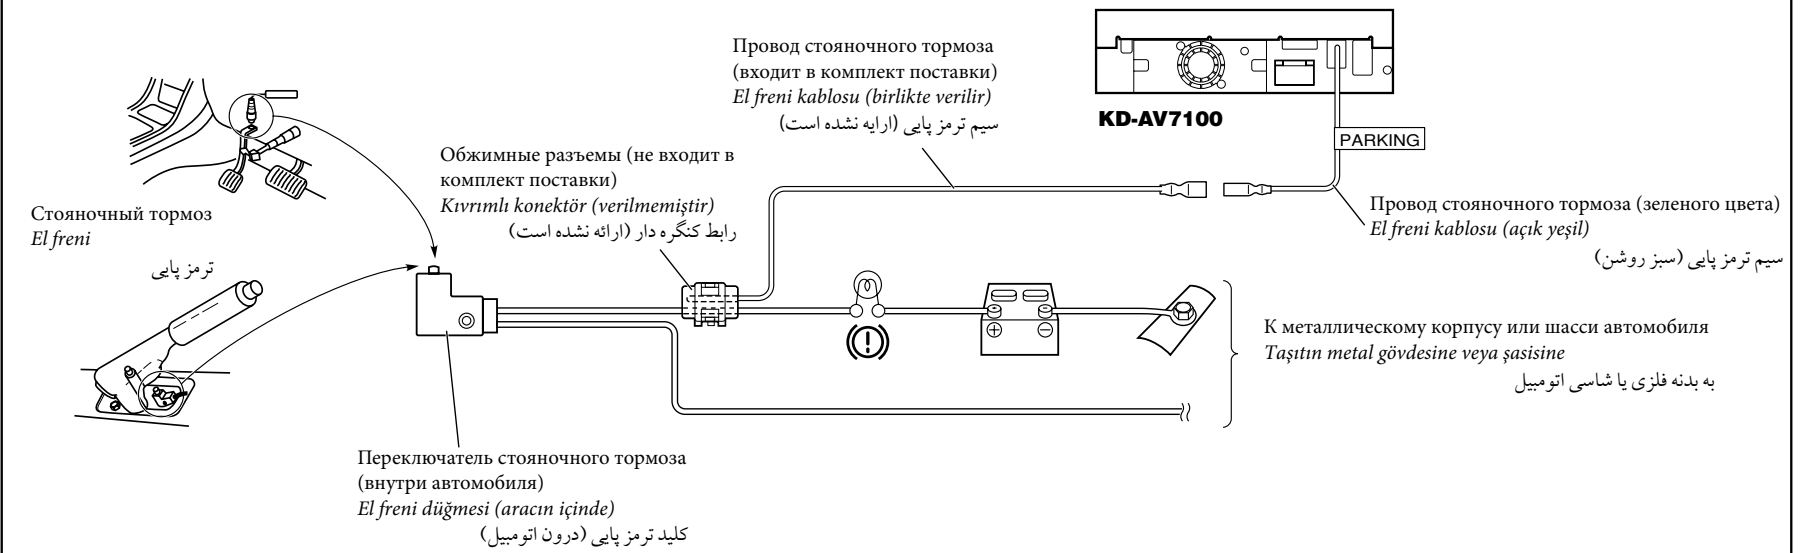 Провод стояночного тормоза
(входит в комплект поставки)
El freni kablosu (birlikte verilir)
سیم ترمز پایی (ارایه نشده است)
KD-AV7100
PARKING
Обжимные разъемы (не входит в
комплект поставки)
Kıvrımlı konektör (verilmemiştir)
رابط کنگره دار (ارائه نشده است)
Стояночный тормоз
El freni
ترمز پایی
Провод стояночного тормоза (зеленого цвета)
El freni kablosu (açık yeşil)
سیم ترمز پایی (سبز روشن)
К металлическому корпусу или шасси автомобиля
Taşıtın metal gövdesine veya şasisine
به بدنه فلزی یا شاسی اتومبیل
Переключатель стояночного тормоза
(внутри автомобиля)
El freni düğmesi (aracın içinde)
کلید ترمز پایی (درون اتومبیل)